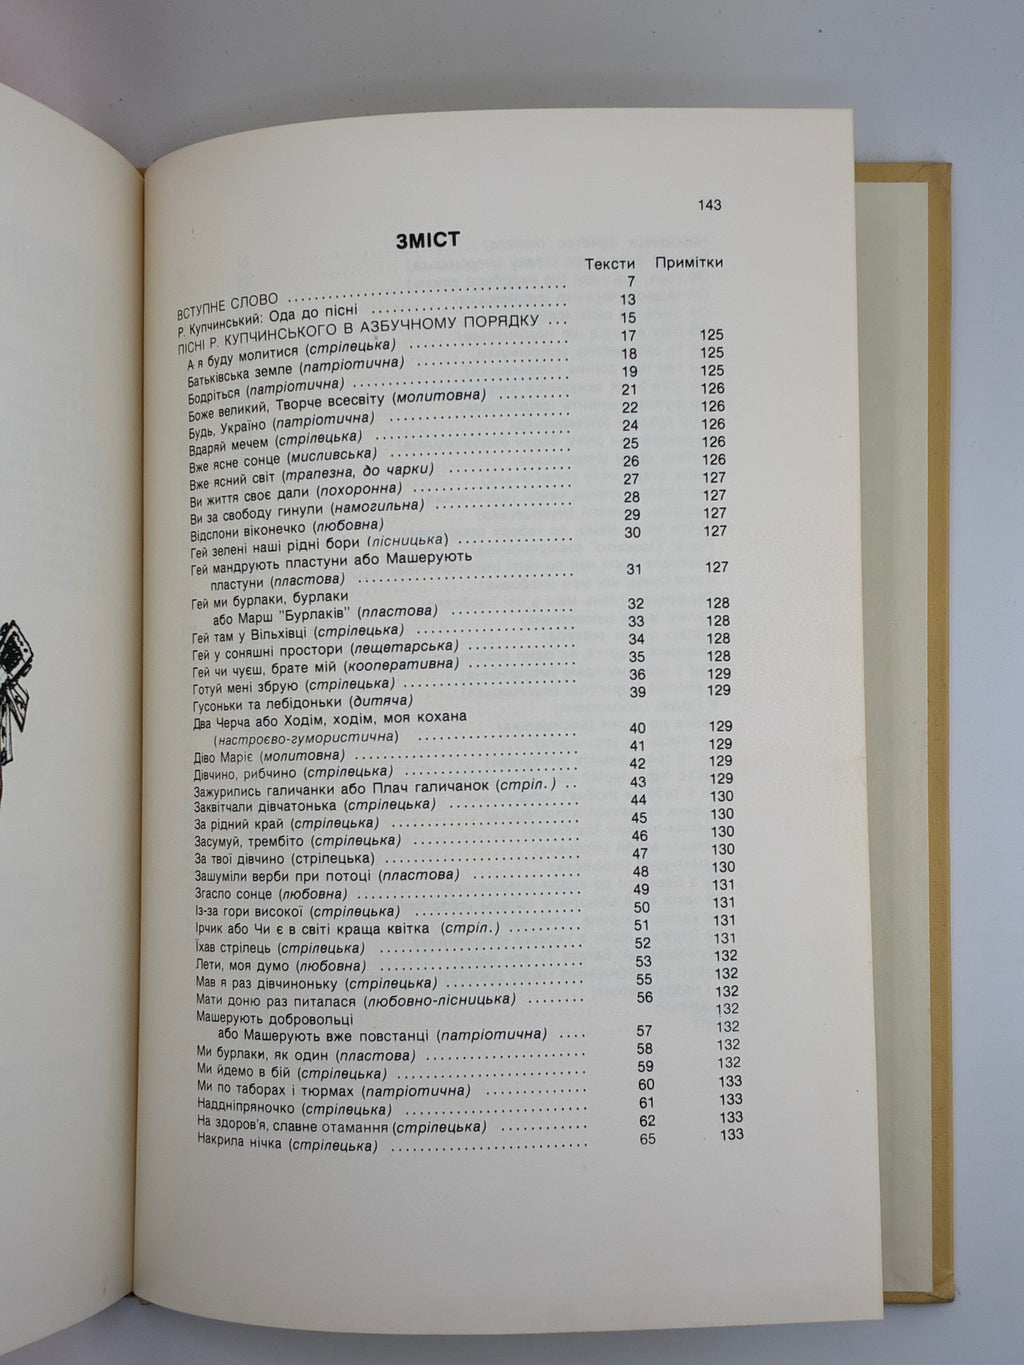 143
ЗМІСТ
Тексти Примітки
ВСТУПНЕ СЛОВО ........ 7
Р. Купчинський: Ода до пісні ........ 13
ПІСНІ Р. КУПЧИНСЬКОГО В АЗБУЧНОМУ ПОРЯДКУ ... 15
А я буду молитися (стрілецька) ........ 17 125
Батьківська земле (патріотична) ........ 18 125
Бодріться (патріотична) ........ 19 125
Боже великий, Творче всесвіту (молитовна) ........ 21 126
Будь, Україно (патріотична) ........ 22 126
Вдаряй мечем (стрілецька) ........ 24 126
Вже ясне сонце (мисливська) ........ 25 126
Вже ясний світ (трапезна, до чарки) ........ 26 126
Ви життя своє дали (похоронна) ........ 27 127
Ви за свободу гинули (намогильна) ........ 28 127
Відслони віконечко (любовна) 29 127
Гей зелені наші рідні бори (лісницька) ........ 30 127
Гей мандрують пластуни або Машерують
пластуни (пластова) ........ 31 127
Гей ми бурлаки, бурлаки
або Марш "Бурлаків" (пластова) ........ 32 128
Гей там у Вільхівці (стрілецька) ........ 33 128
Гей у соняшні простори (лещетарська) ........ 34 128
Гей чи чуєш, брате мій (кооперативна) ........ 35 128
Готуй мені збрую (стрілецька) ........ 36 129
Гусоньки та лебідоньки (дитяча) 39 129
Два Черча або Ходім, ходім, моя кохана
(настроєво-гумористична) ........ 40 129
Діво Маріє (молитовна) ........ 41 129
Дівчино, рибчино (стрілецька) ........ 42 129
Зажурились галичанки або Плач галичанок (стріл.) .. 43 129
Заквітчали дівчатонька (стрілецька) ........ 44 130
За рідний край (стрілецька) ........ 45 130
Засумуй, трембіто (стрілецька) ........ 46 130
За твої дівчино (стрілецька) ........ 47 130
Зашуміли верби при потоці (пластова) ........ 48 130
Згасло сонце (любовна) ........ 49 131
Із-за гори високої (стрілецька) ........ 50 131
Ірчик або Чи є в світі краща квітка (стріл.) ........ 51 131
Їхав стрілець (стрілецька) ........ 52 131
Лети, моя думо (любовна) ........ 53 132
Мав я раз дівчиноньку (стрілецька) ........ 55 132
Мати доню раз питалася (любовно-лісницька) ........ 56 132
Машерують добровольці 132
або Машерують вже повстанці (патріотична) .... 57 132
Ми бурлаки, як один (пластова) ........ 58 132
Ми йдемо в бій (стрілецька) ........ 59 132
Ми по таборах і тюрмах (патріотична) ........ 60 133
Наддніпряночко (стрілецька) ........ 61 133
На здоров'я, славне отамання (стрілецька) ........ 62 133
Накрила нічка (стрілецька) ........ 65 133